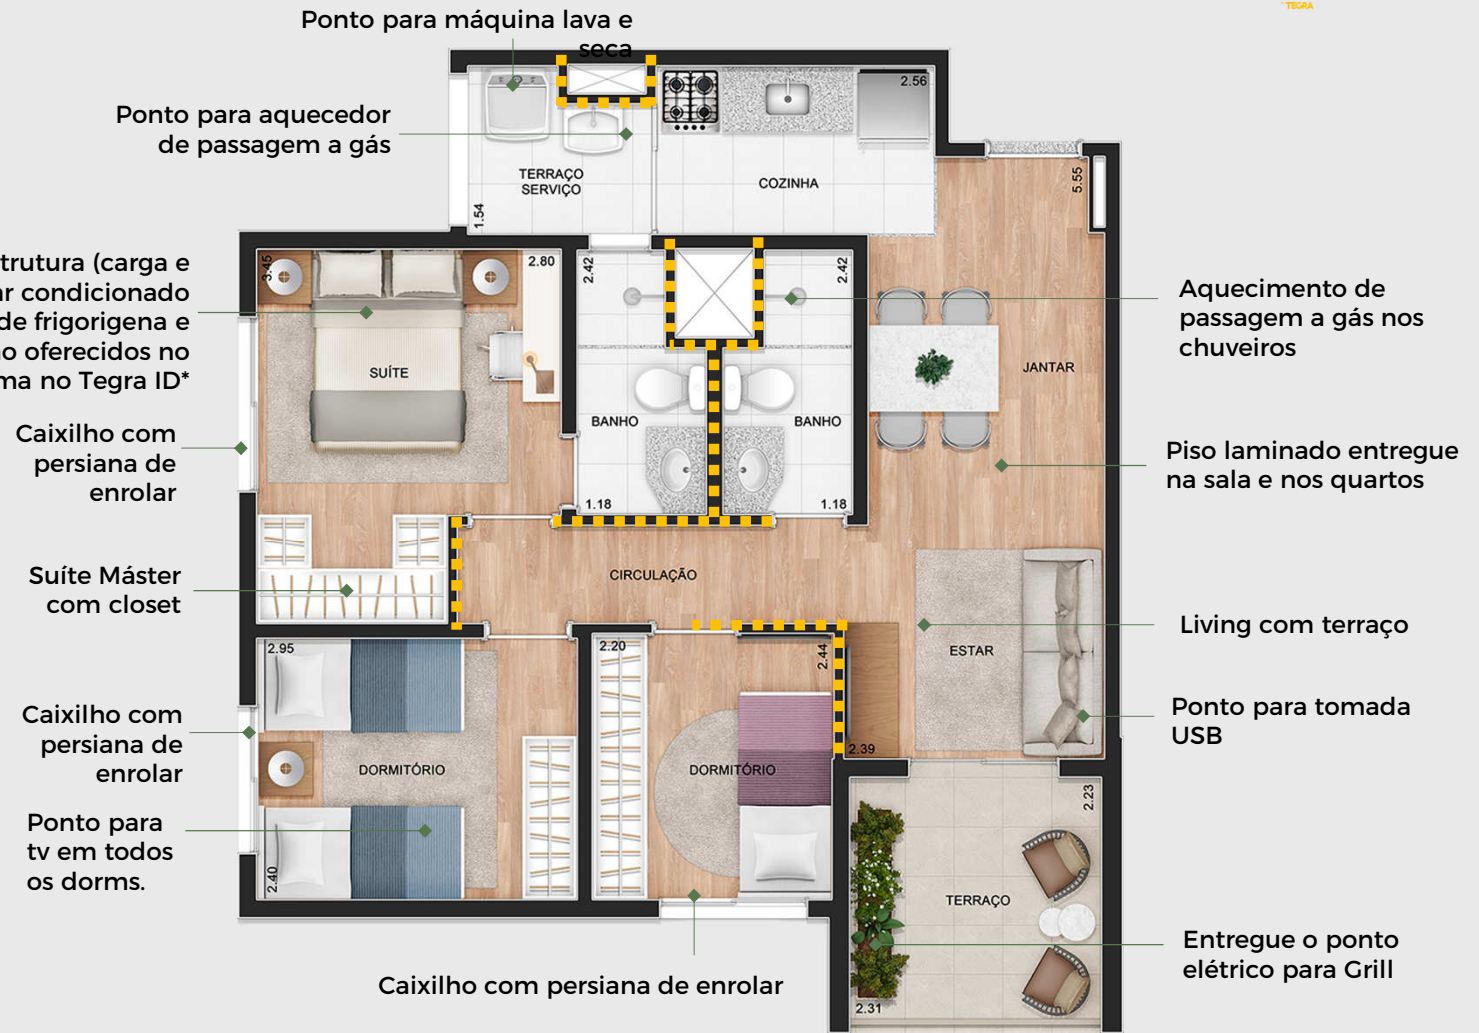 TEGRA
Ponto para máquina lava e
seca
Ponto para aquecedor
de passagem a gás
2.56
TERRAÇO
SERVIÇO
COZINHA
1.54
5.55
trutura (carga e
ar condicionado
de frigorigena e
o oferecidos no
ma no Tegra ID*
3.45
2.80
2.42
2.42
SUÍTE
BANHO
BANHO
1.18
1.18
JANTAR
Aquecimento de
passagem a gás nos
chuveiros
Caixilho com
persiana de
enrolar
Piso laminado entregue
na sala e nos quartos
Suíte Máster
com closet
CIRCULAÇÃO
Living com terraço
ESTAR
2.95
2.20
2.44
2.39
Caixilho com
persiana de
enrolar
Ponto para tomada
USB
DORMITÓRIO
DORMITÓRIO
2.23
Ponto para
tv em todos
os dorms.
2.40
TERRAÇO
2.31
Entregue o ponto
elétrico para Grill
Caixilho com persiana de enrolar